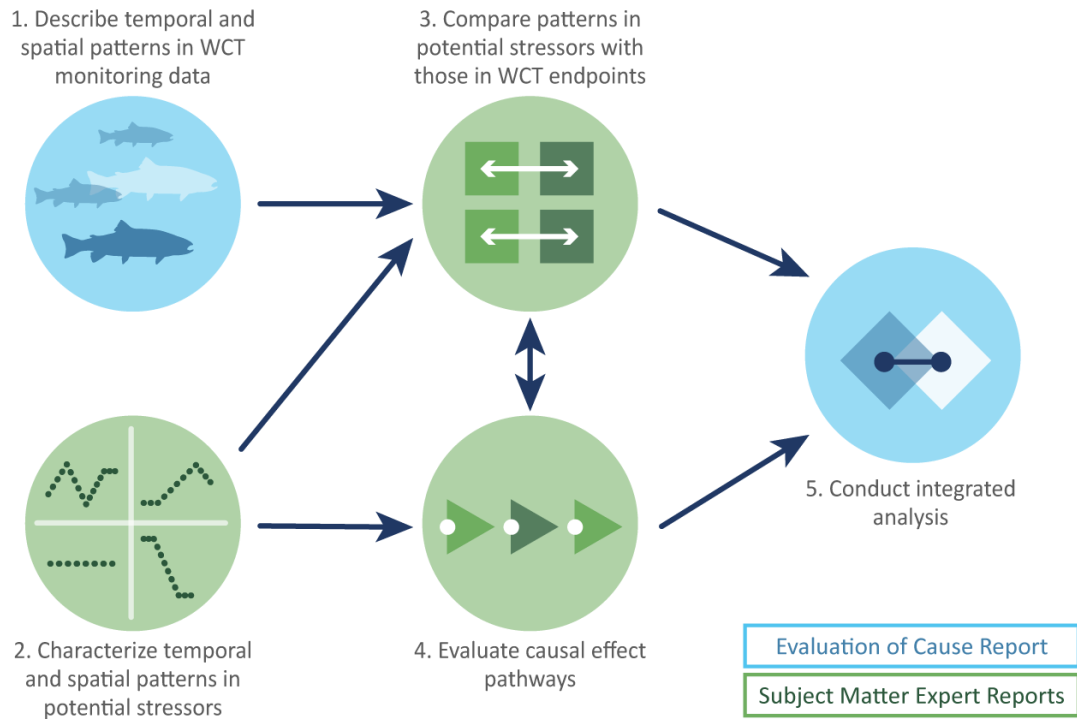 1. Describe temporal and
spatial patterns in WCT
monitoring data
3. Compare patterns in
potential stressors with
those in WCT endpoints
5. Conduct integrated
analysis
2. Characterize temporal
and spatial patterns in
potential stressors
4. Evaluate causal effect
pathways
Evaluation of Cause Report
Subject Matter Expert Reports